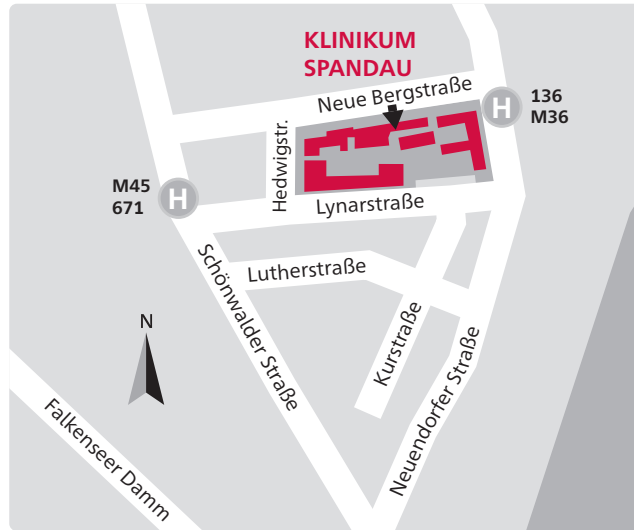 KLINIKUM
SPANDAU
Neue Bergstraße
H
136
M36
Hedwigstr.
M45
671
H
Lynarstraße
Schönwalder Straße
Lutherstraße
Kurstraße
Neuendorfer Straße
N
Falkenseer Damm